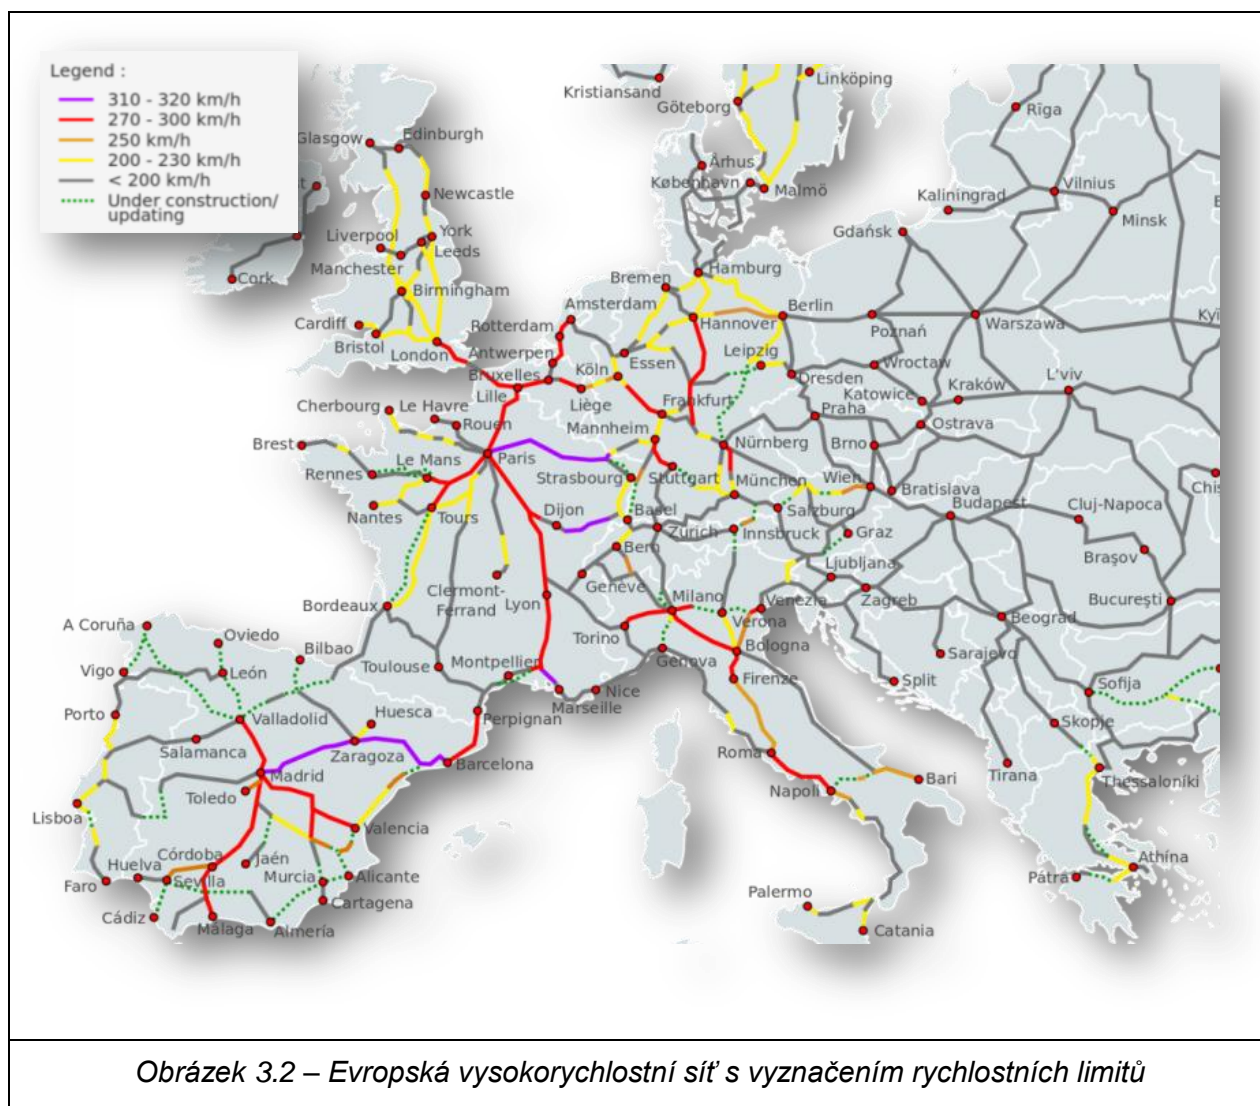 Legend :
310 - 320 km/h
270 - 300 km/h
250 km/h
200 - 230 km/h
< 200 km/h
Under construction/
updating
Kristiansand
Linköping
Göteborg
Rīga
Glasgow
Edinburgh
Århus
København
Malmö
Vilnius
Kaliningrad
Minsk
Newcastle
Gdańsk
Liverpool
York
Leeds
Manchester
Cork
Hamburg
Bremen
Birmingham
Amsterdam
Berlin
Cardiff
Rotterdam
Hannover
Poznań
Warszawa
Bristol
London
Antwerpen
Essen
Leipzig
Bruxelles
Köln
Wrocław
Dresden
Lille
Liège
Katowice
Kraków
L'viv
Cherbourg
Le Havre
Frankfurt
Praha
Rouen
Mannheim
Ostrava
Brest
Le Mans
Paris
Nürnberg
Brno
Rennes
Strasbourg
Stuttgart
München
Wien
Bratislava
Nantes
Tours
Dijon
Basel
Salzburg
Budapest
Cluj-Napoca
Zürich
Innsbruck
Graz
Bern
Brașov
Ljubljana
Genève
Clermont-
Ferrand
Lyon
Bordeaux
Milano
Venezia
Zagreb
București
Verona
Beograd
A Coruña
Torino
Oviedo
Bologna
Bilbao
Genova
Sarajevo
Vigo
León
Toulouse
Montpellier
Firenze
Split
Sofija
Nice
Marseille
Porto
Valladolid
Huesca
Perpignan
Skopje
Salamanca
Zaragoza
Roma
Barcelona
Madrid
Bari
Tirana
Thessaloníki
Toledo
Napoli
Lisboa
Valencia
Córdoba
Huelva
Jaén
Athína
Faro
Sevilla
Murcia
Alicante
Pátra
Palermo
Cartagena
Cádiz
Málaga
Almería
Catania
Obrázek 3.2 – Evropská vysokorychlostní síť s vyznačením rychlostních limitů